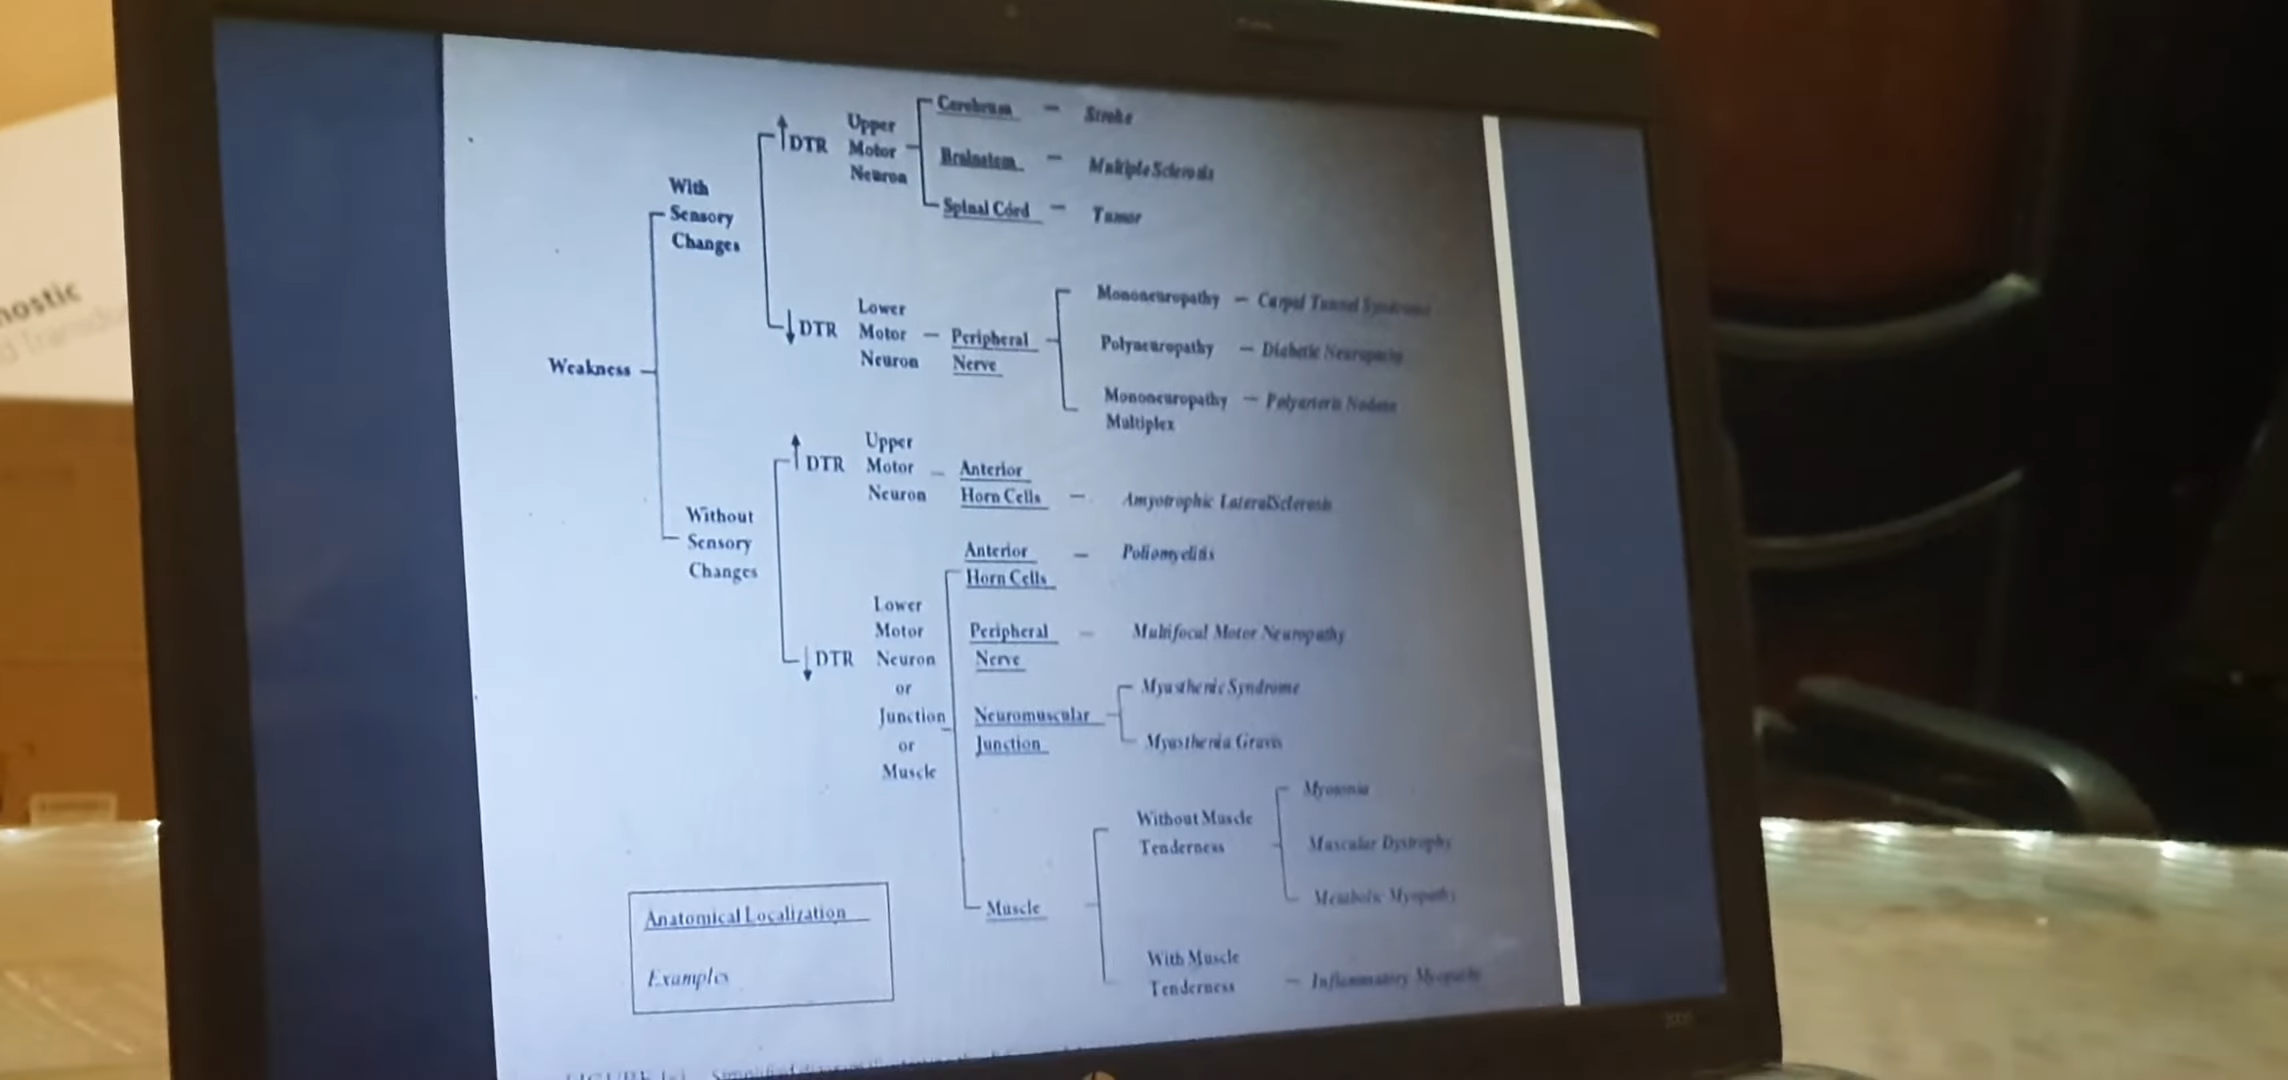 nostic
With
Sensory
Changes
↑DTR
Upper
Motor
Neuron
Cerebrum — Stroke
Brainstem — Multiple Sclerosis
Spinal Cord — Tumor
↓DTR
Lower
Motor
Neuron
Peripheral
Nerve
Mononeuropathy — Carpal Tunnel Syndrome
Polyneuropathy — Diabetic Neuropathy
Mononeuropathy — Polyarteris Nodosa
Multiplex
Weakness
Without
Sensory
Changes
↑DTR
Upper
Motor
Neuron
Anterior
Horn Cells — Amyotrophic LateralSclerosis
↓DTR
Lower
Motor
Neuron
or
Junction
or
Muscle
Anterior — Poliomyelitis
Horn Cells
Peripheral — Multifocal Motor Neuropathy
Nerve
Neuromuscular
Junction
Myasthenic Syndrome
Myasthenia Gravis
Muscle
Without Muscle
Tenderness
Myotonia
Muscular Dystrophy
Metabolic Myopathy
With Muscle
Tenderness — Inflammatory Myopathy
Anatomical Localization
Examples